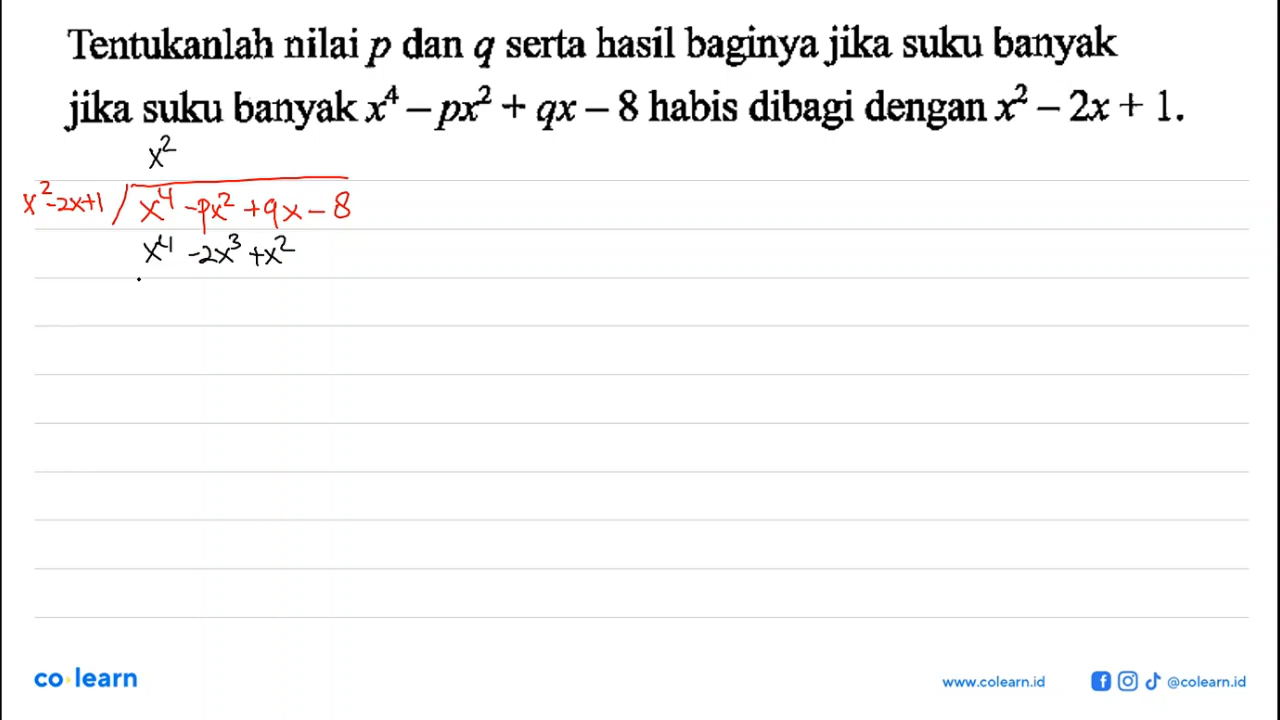 Tentukanlah nilai p dan q serta hasil baginya jika suku banyak
jika suku banyak x⁴ – px² + qx – 8 habis dibagi dengan x² – 2x + 1.
x²
x²-2x+1 / x⁴ -px² +qx - 8
x⁴ -2x³ +x²
co learn
www.colearn.id @colearn.id